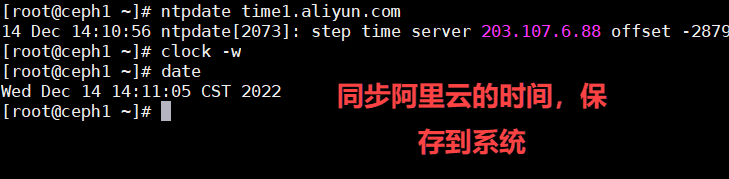 [root@ceph1 ~]# ntpdate time1.aliyun.com
14 Dec 14:10:56 ntpdate[2073]: step time server 203.107.6.88 offset -2879
[root@ceph1 ~]# clock -w
[root@ceph1 ~]# date
Wed Dec 14 14:11:05 CST 2022
[root@ceph1 ~]#
同步阿里云的时间，保
存到系统